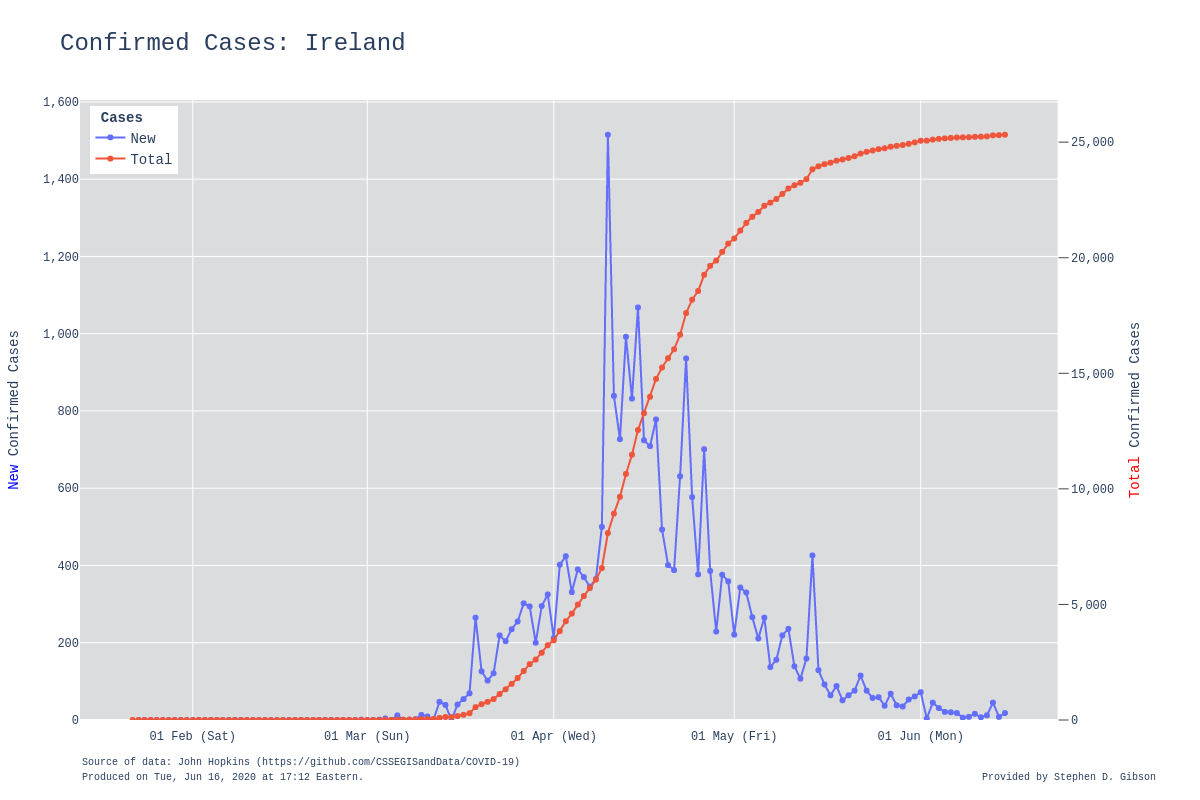 Confirmed Cases: Ireland
Cases
New
Total
1,600
1,400
1,200
1,000
800
600
400
200
0
New Confirmed Cases
25,000
20,000
15,000
10,000
5,000
0
Total Confirmed Cases
01 Feb (Sat) 01 Mar (Sun) 01 Apr (Wed) 01 May (Fri) 01 Jun (Mon)
Source of data: John Hopkins (https://github.com/CSSEGISandData/COVID-19)
Produced on Tue, Jun 16, 2020 at 17:12 Eastern.
Provided by Stephen D. Gibson